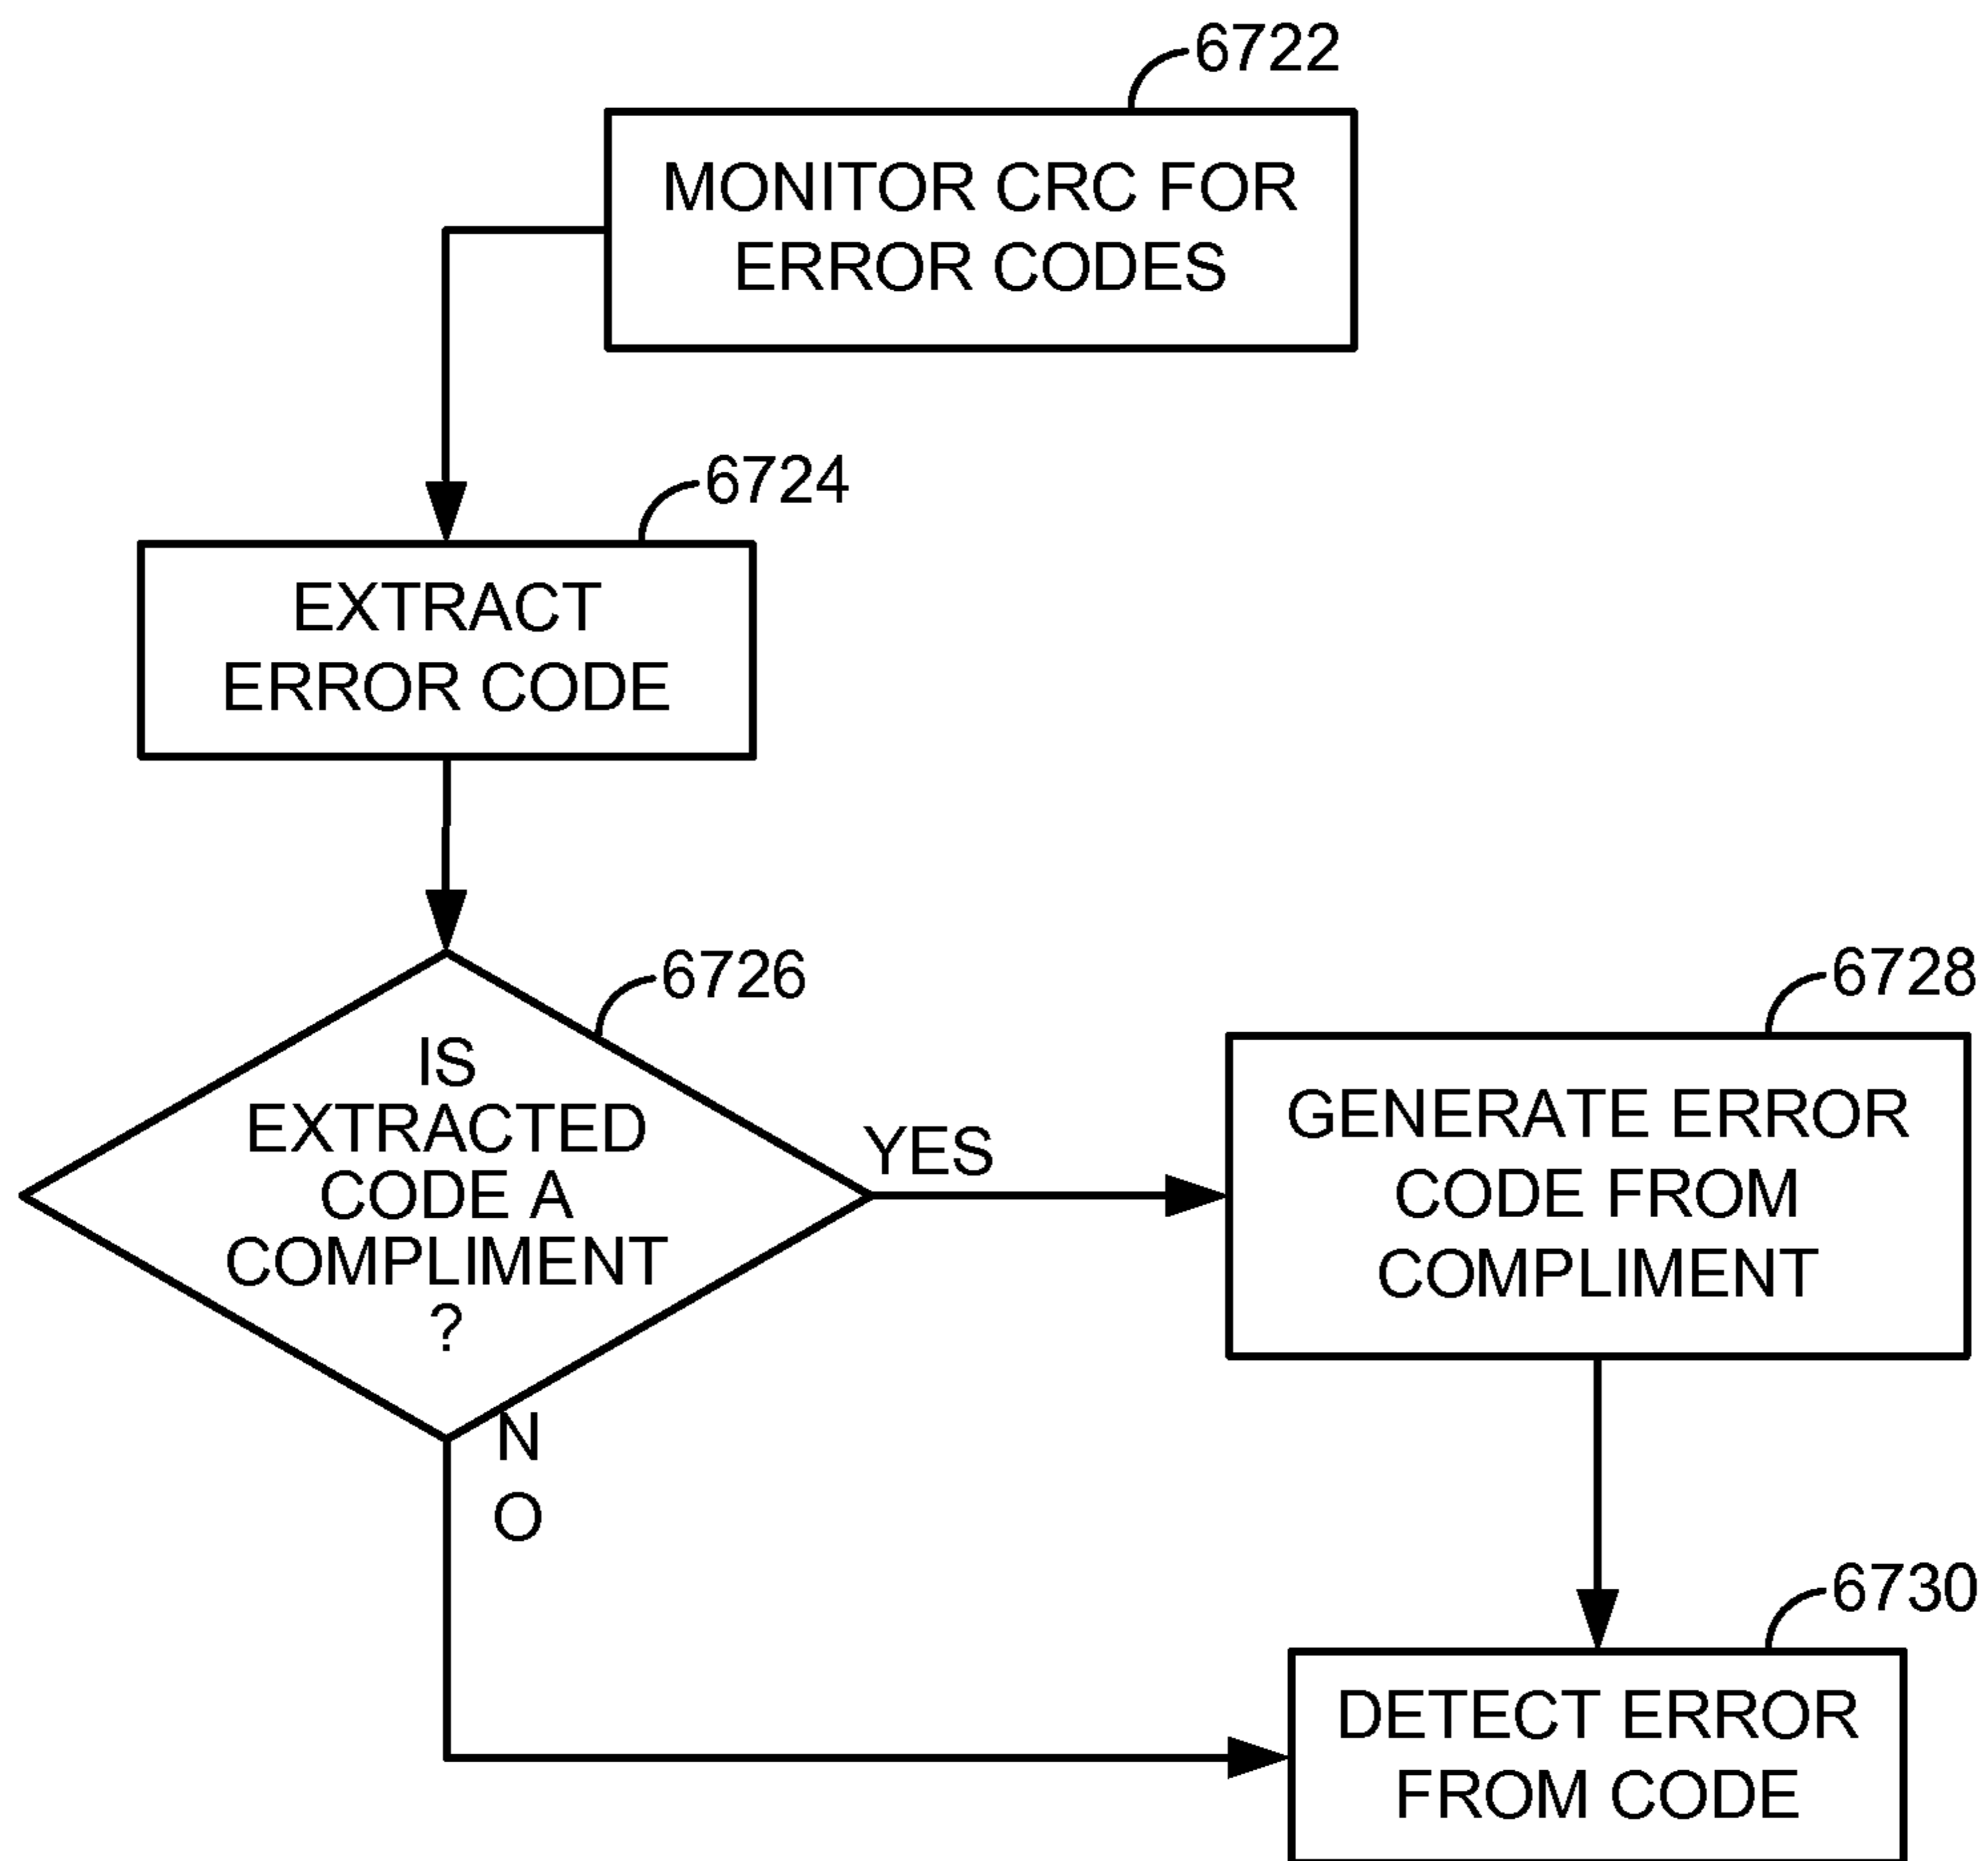 6722
MONITOR CRC FOR
ERROR CODES
6724
EXTRACT
ERROR CODE
6726
IS
EXTRACTED
CODE A
COMPLIMENT
?
YES
N
O
6728
GENERATE ERROR
CODE FROM
COMPLIMENT
6730
DETECT ERROR
FROM CODE